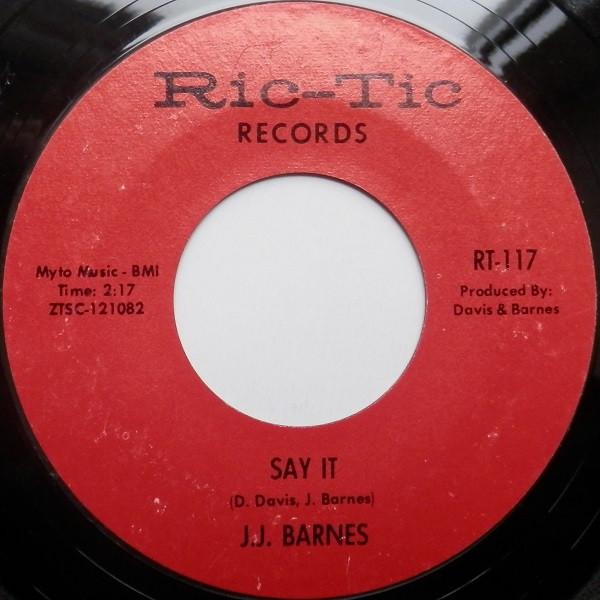 Ric-Tic
RECORDS
Myto Music - BMI
Time: 2:17
ZTSC-121082
RT-117
Produced By:
Davis & Barnes
SAY IT
(D. Davis, J. Barnes)
J.J. BARNES